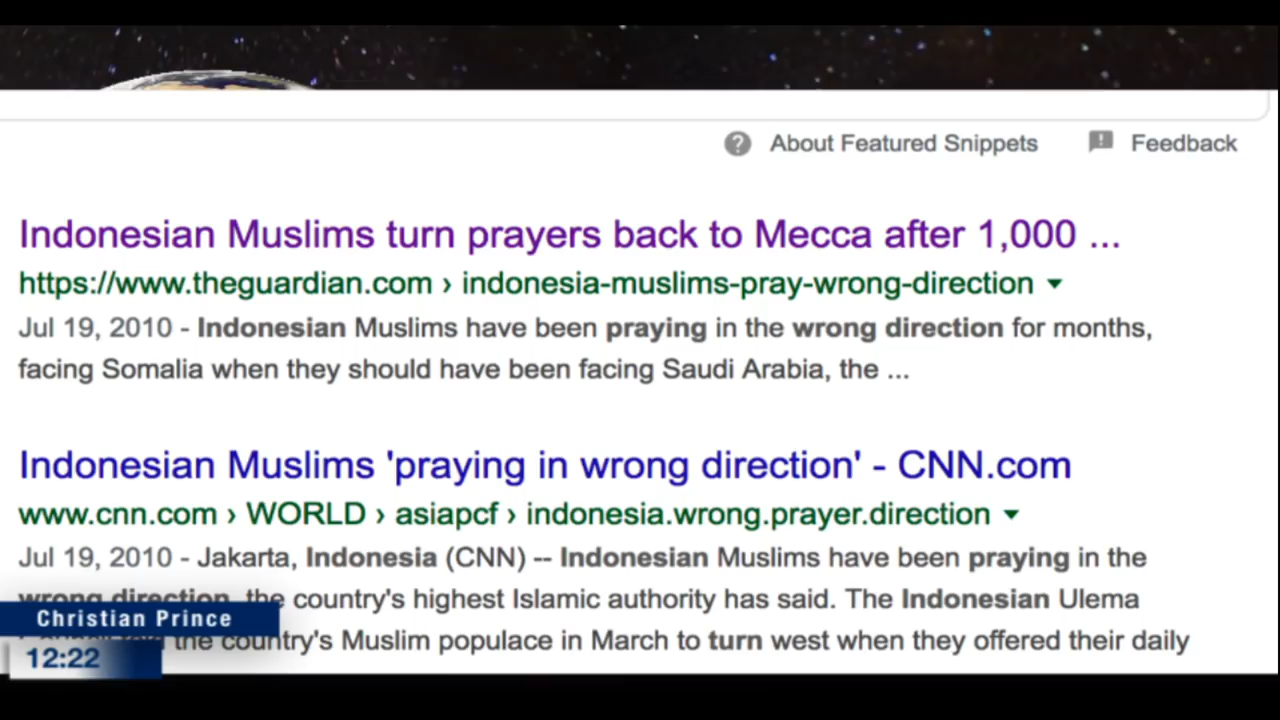 About Featured Snippets Feedback
Indonesian Muslims turn prayers back to Mecca after 1,000 ...
https://www.theguardian.com › indonesia-muslims-pray-wrong-direction
Jul 19, 2010 - Indonesian Muslims have been praying in the wrong direction for months,
facing Somalia when they should have been facing Saudi Arabia, the ...
Indonesian Muslims 'praying in wrong direction' - CNN.com
www.cnn.com › WORLD › asiapcf › indonesia.wrong.prayer.direction
Jul 19, 2010 - Jakarta, Indonesia (CNN) -- Indonesian Muslims have been praying in the
wrong direction, the country's highest Islamic authority has said. The Indonesian Ulema
the country's Muslim populace in March to turn west when they offered their daily
Christian Prince
12:22